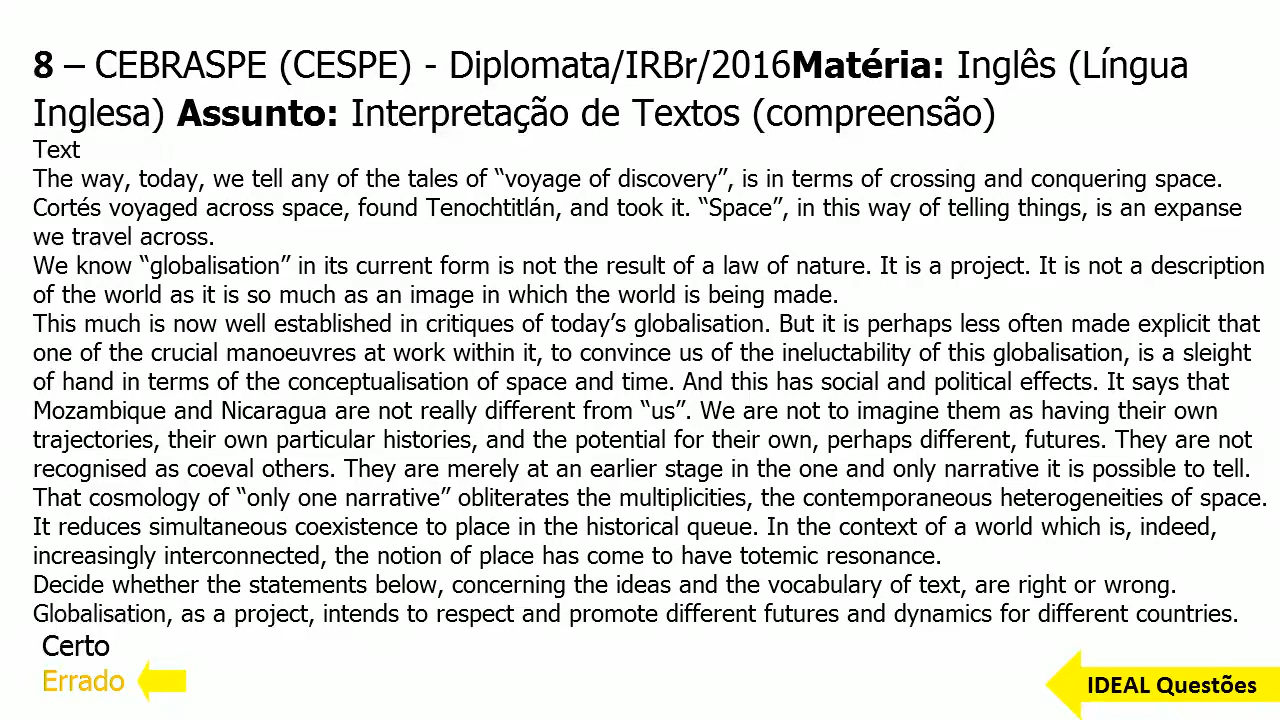 8 – CEBRASPE (CESPE) - Diplomata/IRBr/2016Matéria: Inglês (Língua
Inglesa) Assunto: Interpretação de Textos (compreensão)
Text
The way, today, we tell any of the tales of “voyage of discovery”, is in terms of crossing and conquering space.
Cortés voyaged across space, found Tenochtitlán, and took it. “Space”, in this way of telling things, is an expanse
we travel across.
We know “globalisation” in its current form is not the result of a law of nature. It is a project. It is not a description
of the world as it is so much as an image in which the world is being made.
This much is now well established in critiques of today’s globalisation. But it is perhaps less often made explicit that
one of the crucial manoeuvres at work within it, to convince us of the ineluctability of this globalisation, is a sleight
of hand in terms of the conceptualisation of space and time. And this has social and political effects. It says that
Mozambique and Nicaragua are not really different from “us”. We are not to imagine them as having their own
trajectories, their own particular histories, and the potential for their own, perhaps different, futures. They are not
recognised as coeval others. They are merely at an earlier stage in the one and only narrative it is possible to tell.
That cosmology of “only one narrative” obliterates the multiplicities, the contemporaneous heterogeneities of space.
It reduces simultaneous coexistence to place in the historical queue. In the context of a world which is, indeed,
increasingly interconnected, the notion of place has come to have totemic resonance.
Decide whether the statements below, concerning the ideas and the vocabulary of text, are right or wrong.
Globalisation, as a project, intends to respect and promote different futures and dynamics for different countries.
Certo
Errado
IDEAL Questões